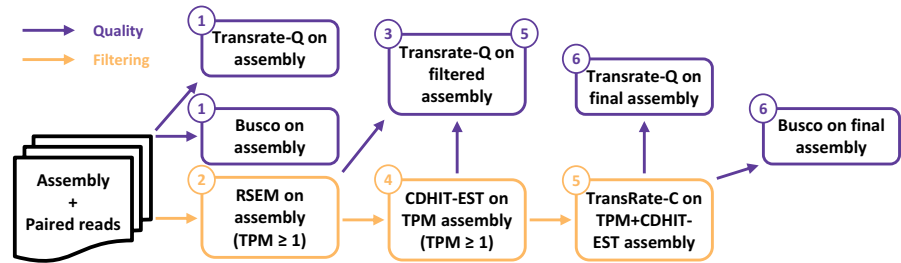 Quality
Filtering
1
Transrate-Q on
assembly
1
Busco on
assembly
Assembly
+
Paired reads
2
RSEM on
assembly
(TPM ≥ 1)
3
5
Transrate-Q on
filtered
assembly
4
CDHIT-EST on
TPM assembly
(TPM ≥ 1)
6
Transrate-Q on
final assembly
5
TransRate-C on
TPM+CDHIT-
EST assembly
6
Busco on final
assembly